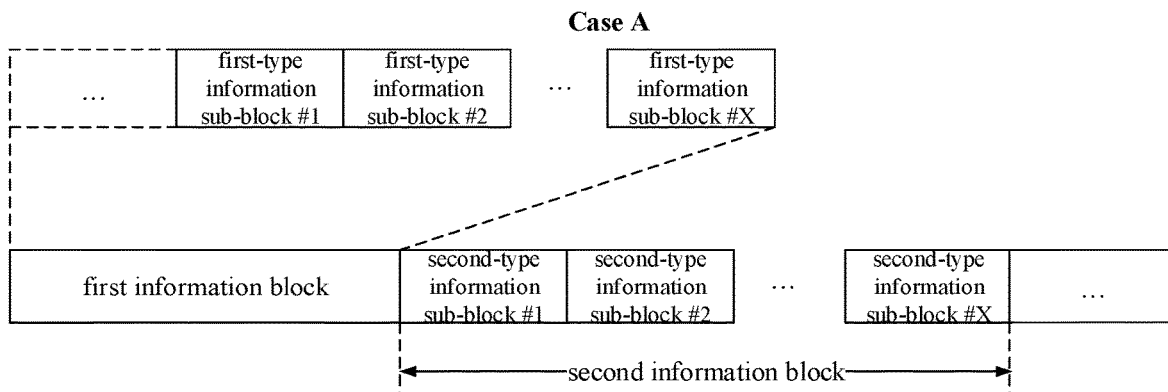 Case A
… first-type first-type … first-type
information information information
sub-block #1 sub-block #2 sub-block #X
first information block second-type second-type … second-type …
information information information
sub-block #1 sub-block #2 sub-block #X
second information block